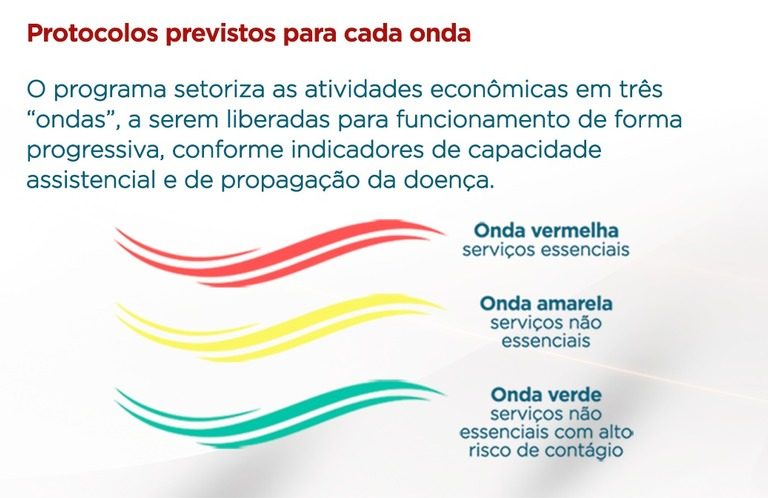 Protocolos previstos para cada onda
O programa setoriza as atividades econômicas em três
“ondas”, a serem liberadas para funcionamento de forma
progressiva, conforme indicadores de capacidade
assistencial e de propagação da doença.
Onda vermelha
serviços essenciais
Onda amarela
serviços não
essenciais
Onda verde
serviços não
essenciais com alto
risco de contágio